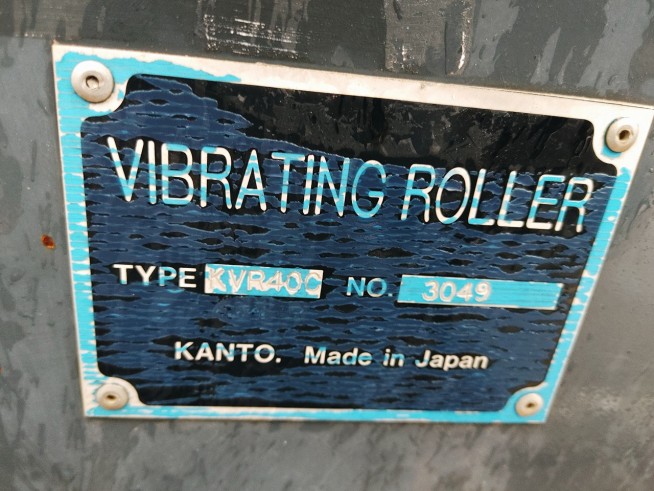 VIBRATING ROLLER
TYPE KVR40C NO. 3049
KANTO. Made in Japan